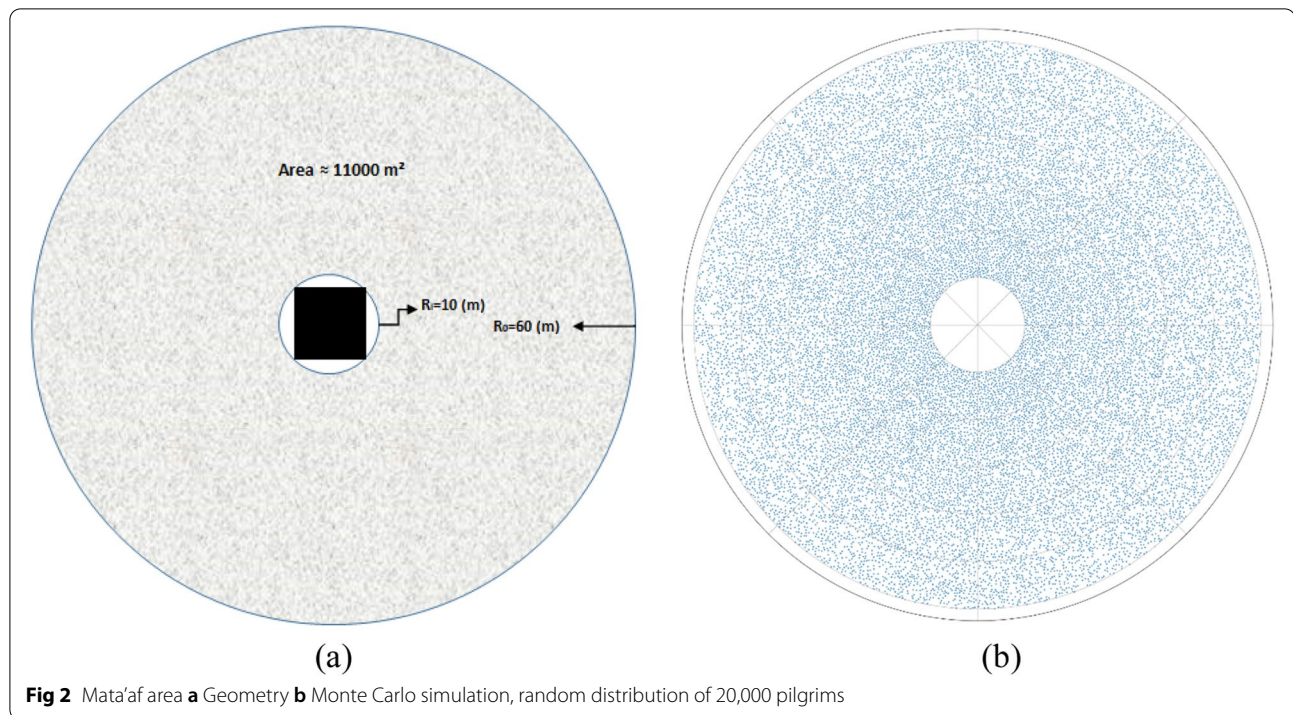 Area ≈ 11000 m²
Rᵢ=10 (m)
R₀=60 (m)
(a)
(b)
Fig 2 Mata'af area a Geometry b Monte Carlo simulation, random distribution of 20,000 pilgrims